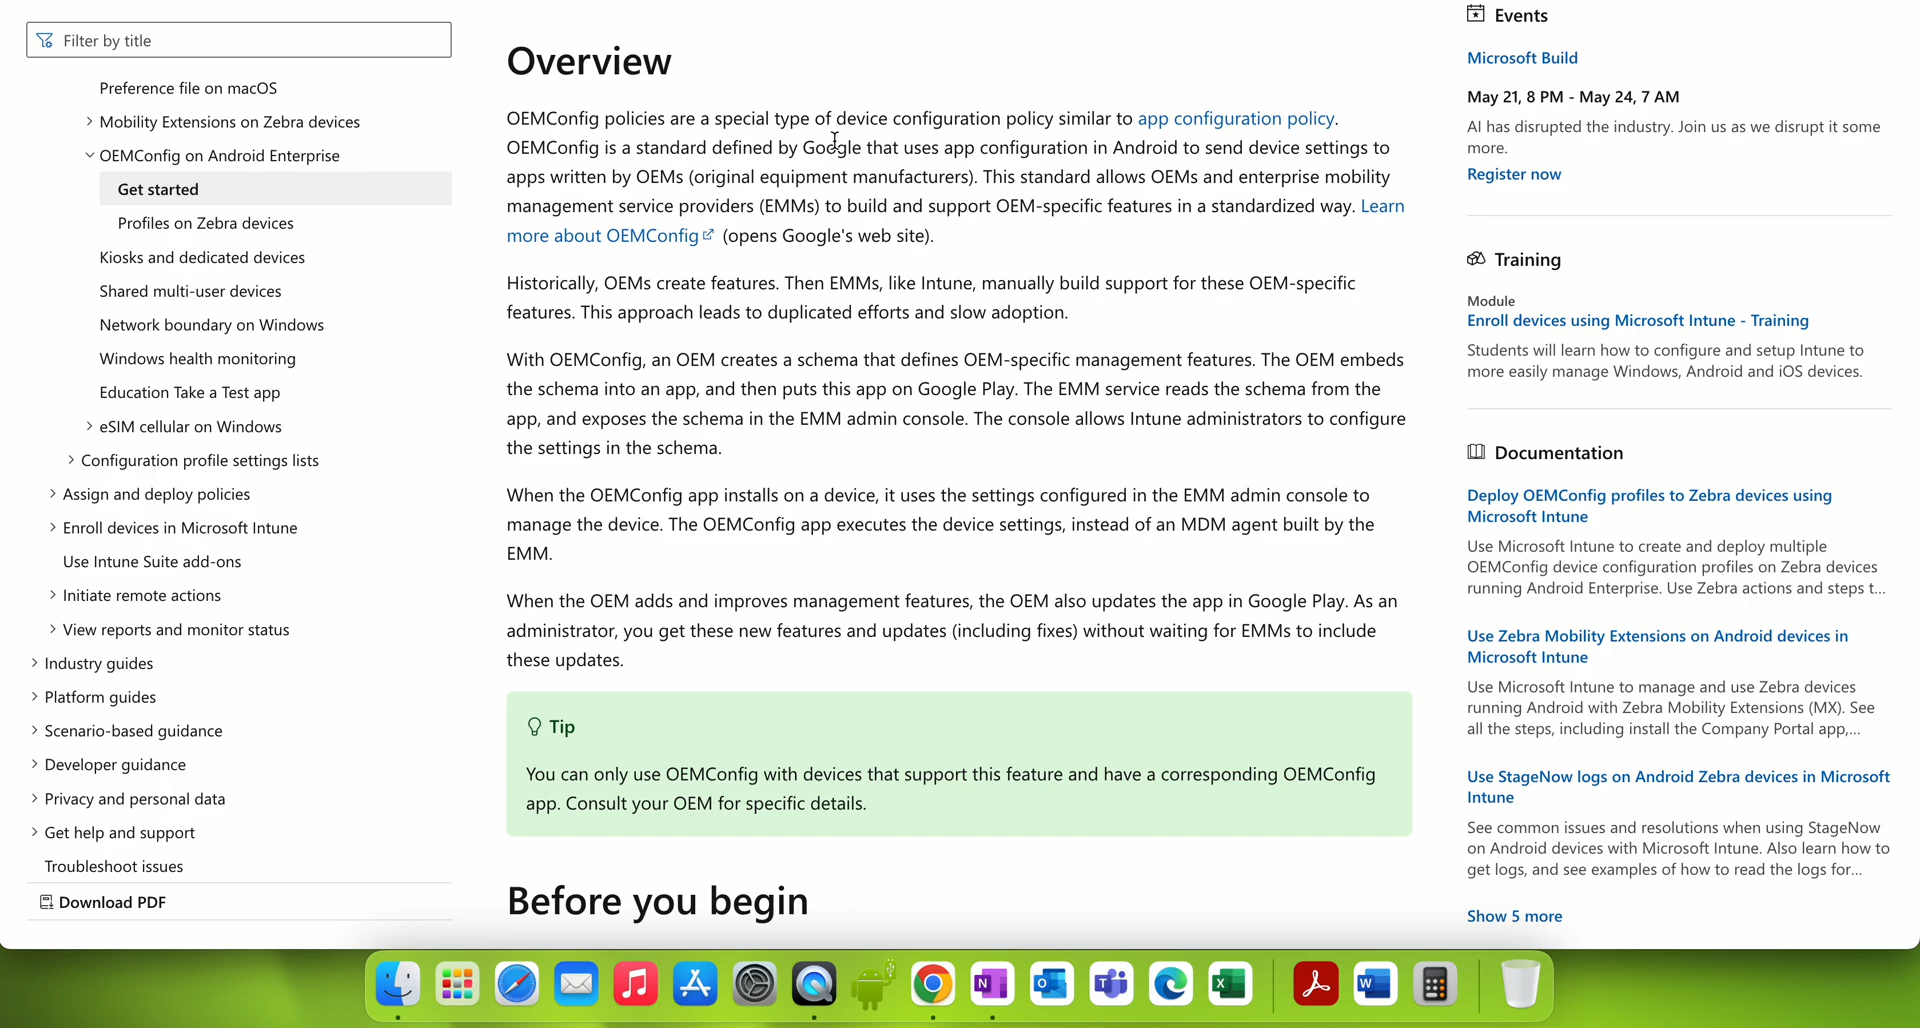 Filter by title
Preference file on macOS
Mobility Extensions on Zebra devices
OEMConfig on Android Enterprise
Get started
Profiles on Zebra devices
Kiosks and dedicated devices
Shared multi-user devices
Network boundary on Windows
Windows health monitoring
Education Take a Test app
eSIM cellular on Windows
Configuration profile settings lists
Assign and deploy policies
Enroll devices in Microsoft Intune
Use Intune Suite add-ons
Initiate remote actions
View reports and monitor status
Industry guides
Platform guides
Scenario-based guidance
Developer guidance
Privacy and personal data
Get help and support
Troubleshoot issues
Download PDF
Overview
OEMConfig policies are a special type of device configuration policy similar to app configuration policy.
OEMConfig is a standard defined by Google that uses app configuration in Android to send device settings to
apps written by OEMs (original equipment manufacturers). This standard allows OEMs and enterprise mobility
management service providers (EMMs) to build and support OEM-specific features in a standardized way. Learn
more about OEMConfig (opens Google's web site).
Historically, OEMs create features. Then EMMs, like Intune, manually build support for these OEM-specific
features. This approach leads to duplicated efforts and slow adoption.
With OEMConfig, an OEM creates a schema that defines OEM-specific management features. The OEM embeds
the schema into an app, and then puts this app on Google Play. The EMM service reads the schema from the
app, and exposes the schema in the EMM admin console. The console allows Intune administrators to configure
the settings in the schema.
When the OEMConfig app installs on a device, it uses the settings configured in the EMM admin console to
manage the device. The OEMConfig app executes the device settings, instead of an MDM agent built by the
EMM.
When the OEM adds and improves management features, the OEM also updates the app in Google Play. As an
administrator, you get these new features and updates (including fixes) without waiting for EMMs to include
these updates.
Tip
You can only use OEMConfig with devices that support this feature and have a corresponding OEMConfig
app. Consult your OEM for specific details.
Before you begin
Events
Microsoft Build
May 21, 8 PM - May 24, 7 AM
AI has disrupted the industry. Join us as we disrupt it some
more.
Register now
Training
Module
Enroll devices using Microsoft Intune - Training
Students will learn how to configure and setup Intune to
more easily manage Windows, Android and iOS devices.
Documentation
Deploy OEMConfig profiles to Zebra devices using
Microsoft Intune
Use Microsoft Intune to create and deploy multiple
OEMConfig device configuration profiles on Zebra devices
running Android Enterprise. Use Zebra actions and steps t...
Use Zebra Mobility Extensions on Android devices in
Microsoft Intune
Use Microsoft Intune to manage and use Zebra devices
running Android with Zebra Mobility Extensions (MX). See
all the steps, including install the Company Portal app,...
Use StageNow logs on Android Zebra devices in Microsoft
Intune
See common issues and resolutions when using StageNow
on Android devices with Microsoft Intune. Also learn how to
get logs, and see examples of how to read the logs for...
Show 5 more